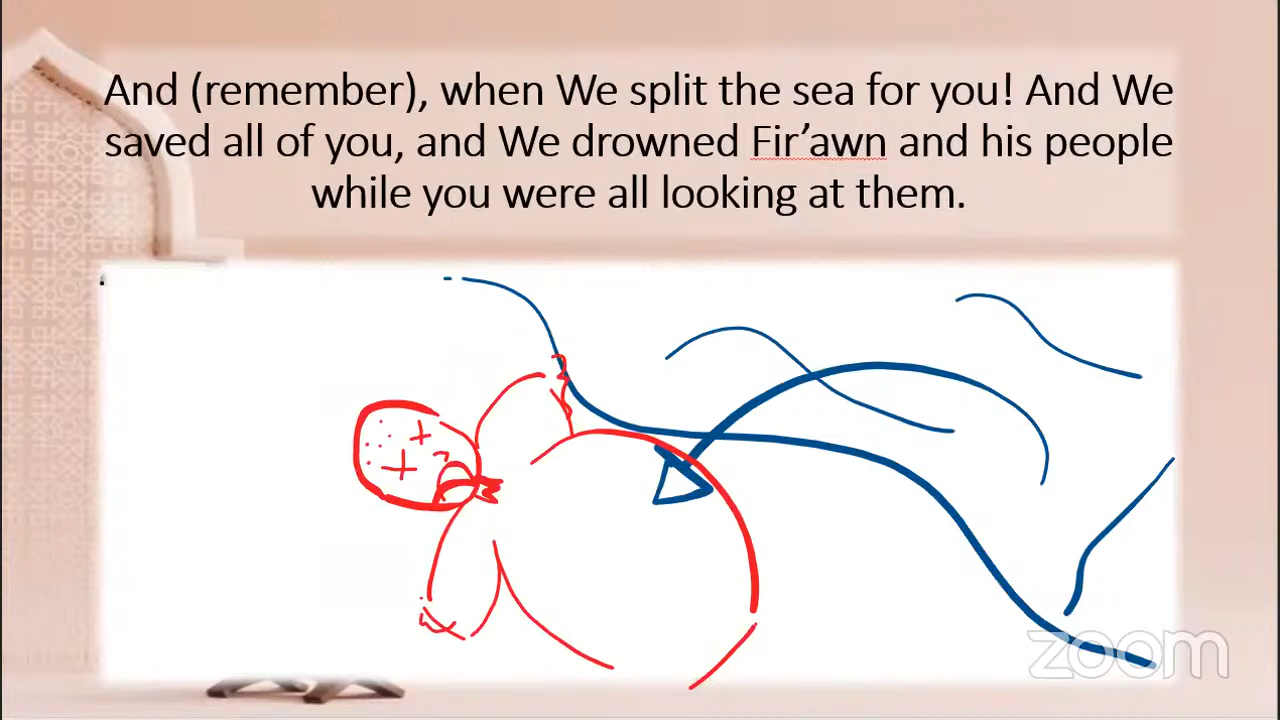 And (remember), when We split the sea for you! And We
saved all of you, and We drowned Fir’awn and his people
while you were all looking at them.
zoom